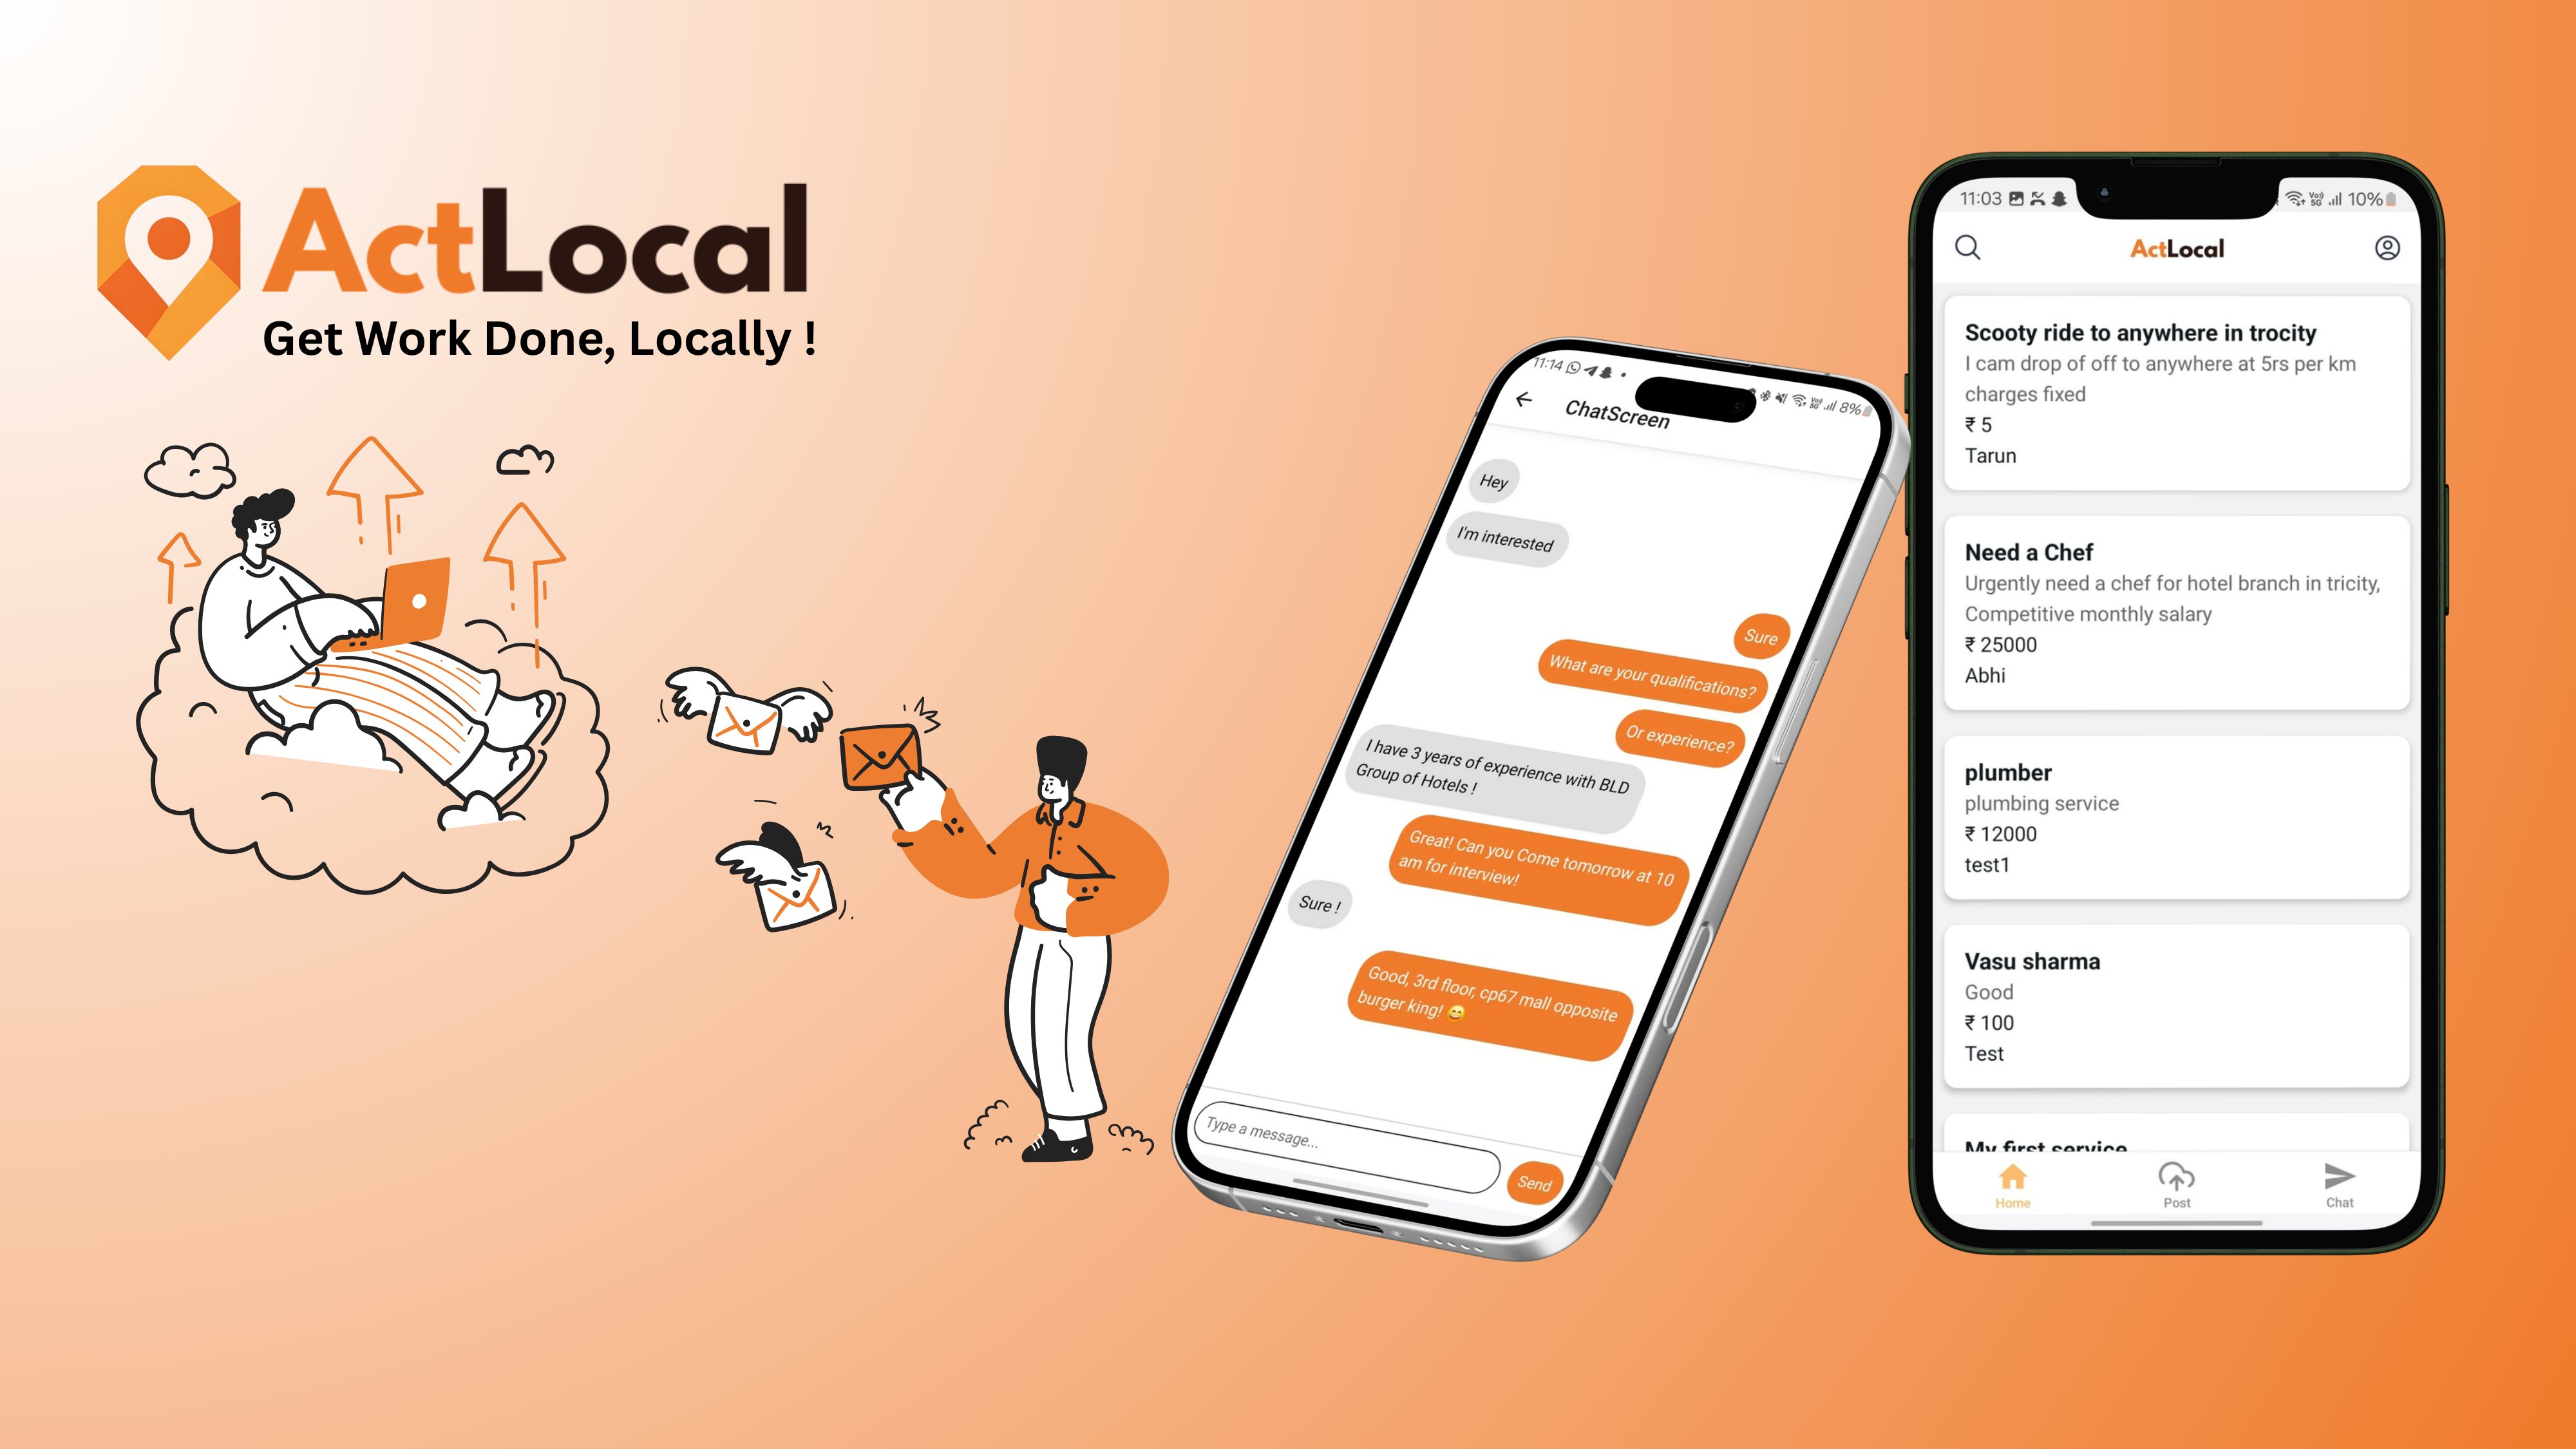 ActLocal
Get Work Done, Locally !
11:14
8%
ChatScreen
Hey
I'm interested
Sure
What are your qualifications?
Or experience?
I have 3 years of experience with BLD
Group of Hotels !
Great! Can you Come tomorrow at 10
am for interview!
Sure !
Good, 3rd floor, cp67 mall opposite
burger king! 😄
Type a message...
Send
11:03
Vo)) 5G 10%
ActLocal
Scooty ride to anywhere in trocity
I cam drop of off to anywhere at 5rs per km
charges fixed
₹ 5
Tarun
Need a Chef
Urgently need a chef for hotel branch in tricity,
Competitive monthly salary
₹ 25000
Abhi
plumber
plumbing service
₹ 12000
test1
Vasu sharma
Good
₹ 100
Test
My first service
Home
Post
Chat